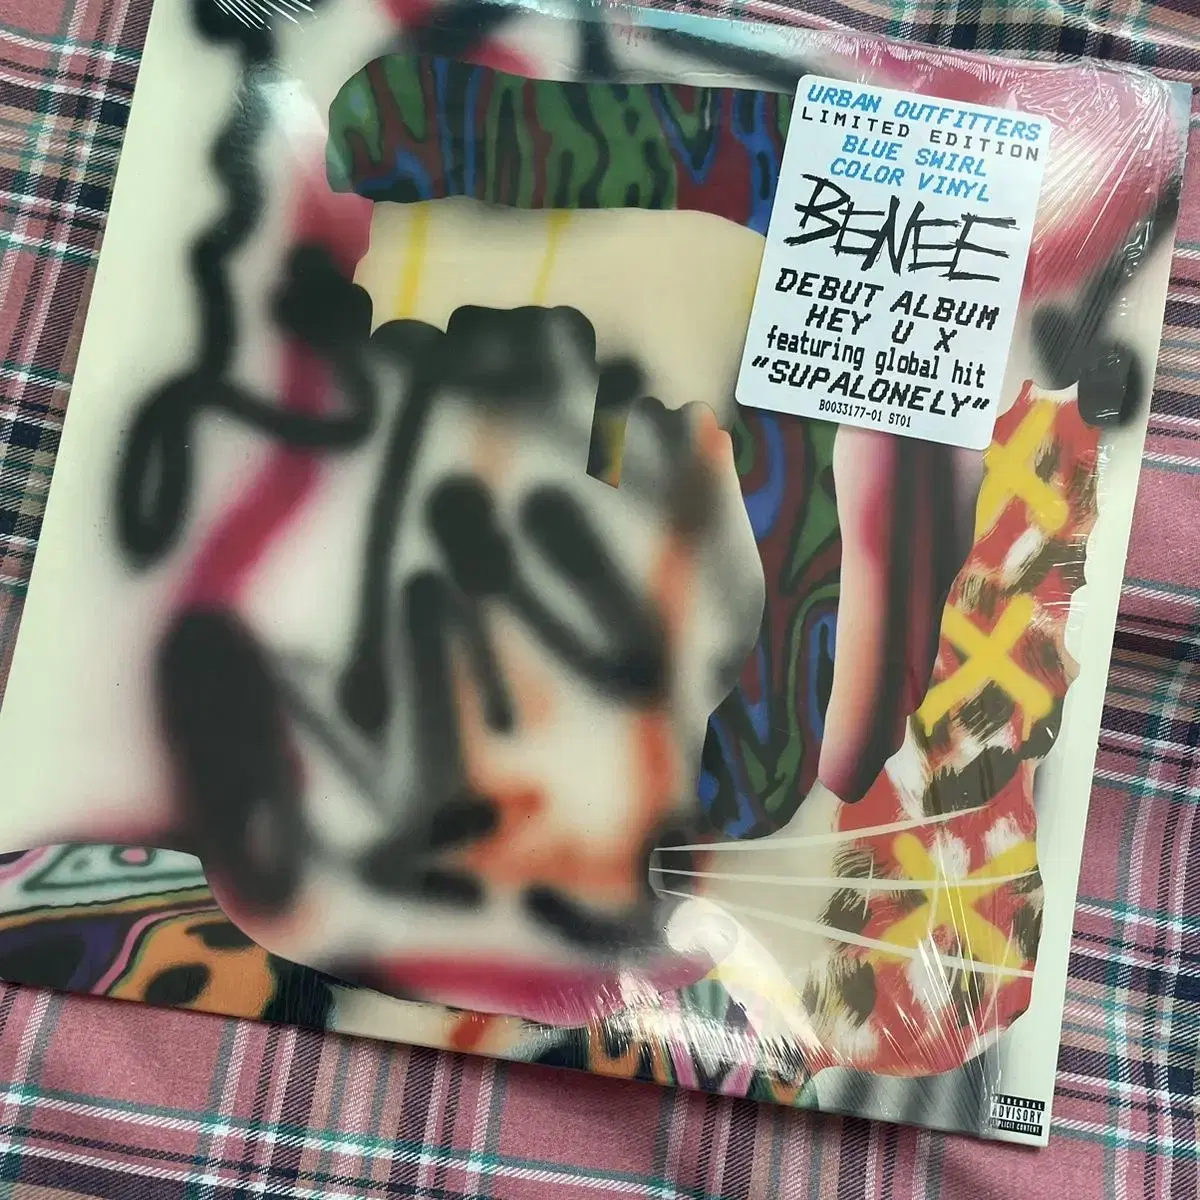 URBAN OUTFITTERS
LIMITED EDITION
BLUE SWIRL
COLOR VINYL
BENEE
DEBUT ALBUM
HEY U X
featuring global hit
"SUPALONELY"
B0033177-01 ST01
PARENTAL
ADVISORY
EXPLICIT CONTENT